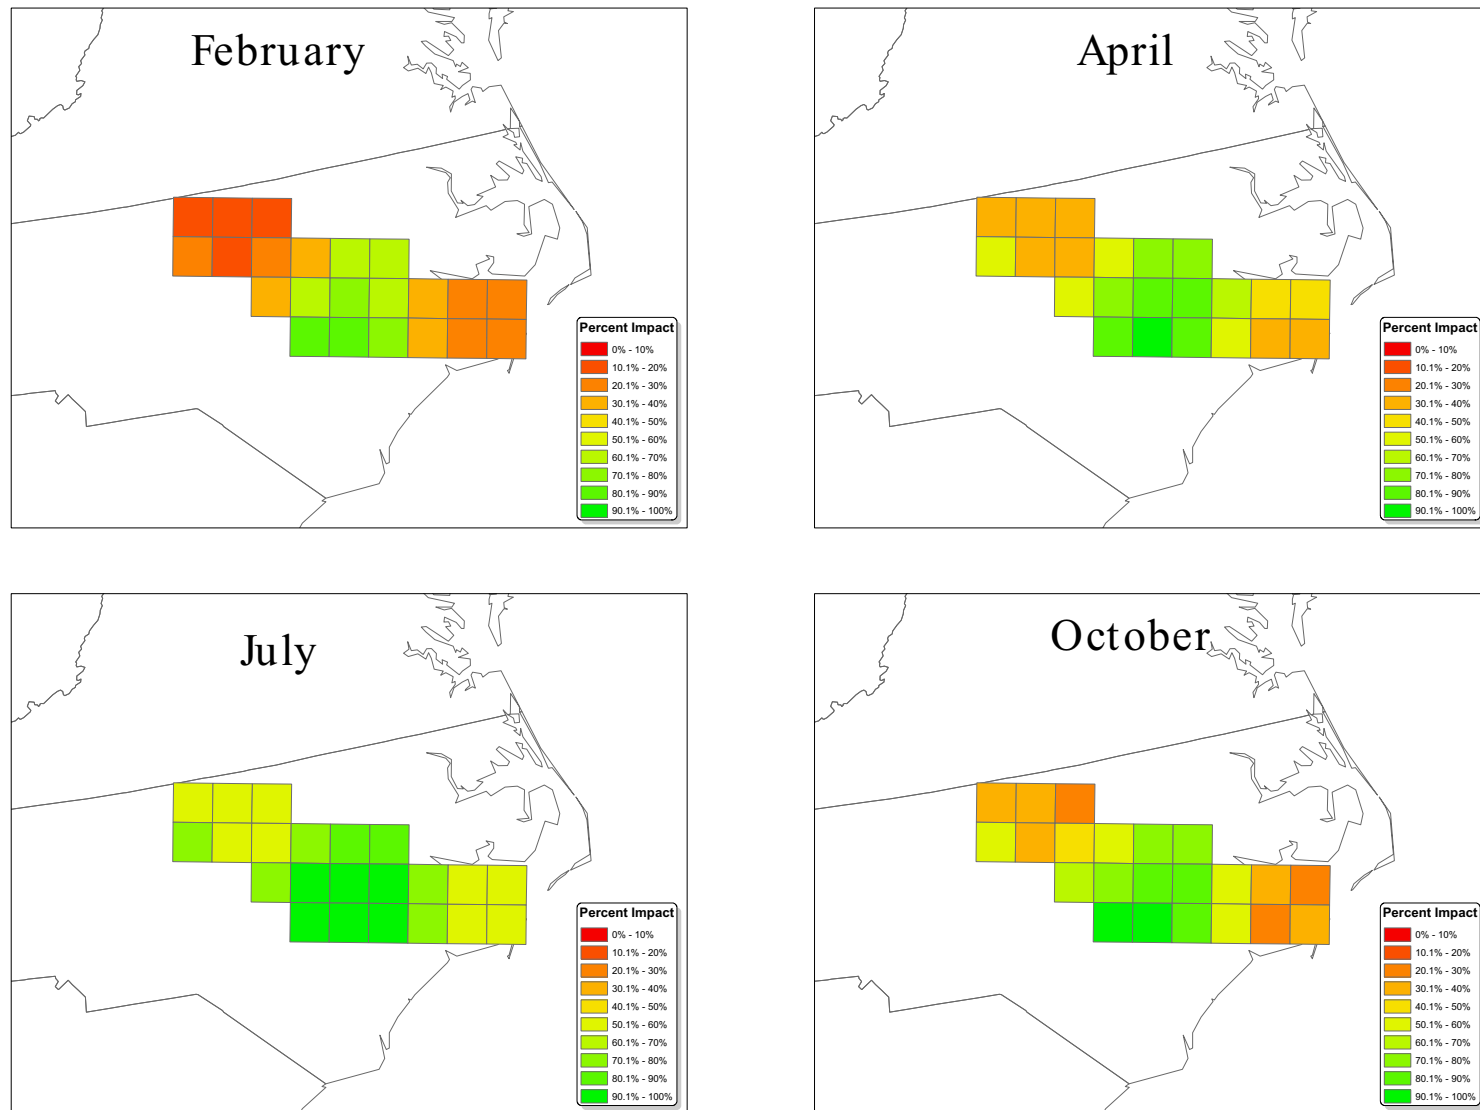 February
Percent Impact
0% - 10%
10.1% - 20%
20.1% - 30%
30.1% - 40%
40.1% - 50%
50.1% - 60%
60.1% - 70%
70.1% - 80%
80.1% - 90%
90.1% - 100%
April
Percent Impact
0% - 10%
10.1% - 20%
20.1% - 30%
30.1% - 40%
40.1% - 50%
50.1% - 60%
60.1% - 70%
70.1% - 80%
80.1% - 90%
90.1% - 100%
July
Percent Impact
0% - 10%
10.1% - 20%
20.1% - 30%
30.1% - 40%
40.1% - 50%
50.1% - 60%
60.1% - 70%
70.1% - 80%
80.1% - 90%
90.1% - 100%
October
Percent Impact
0% - 10%
10.1% - 20%
20.1% - 30%
30.1% - 40%
40.1% - 50%
50.1% - 60%
60.1% - 70%
70.1% - 80%
80.1% - 90%
90.1% - 100%